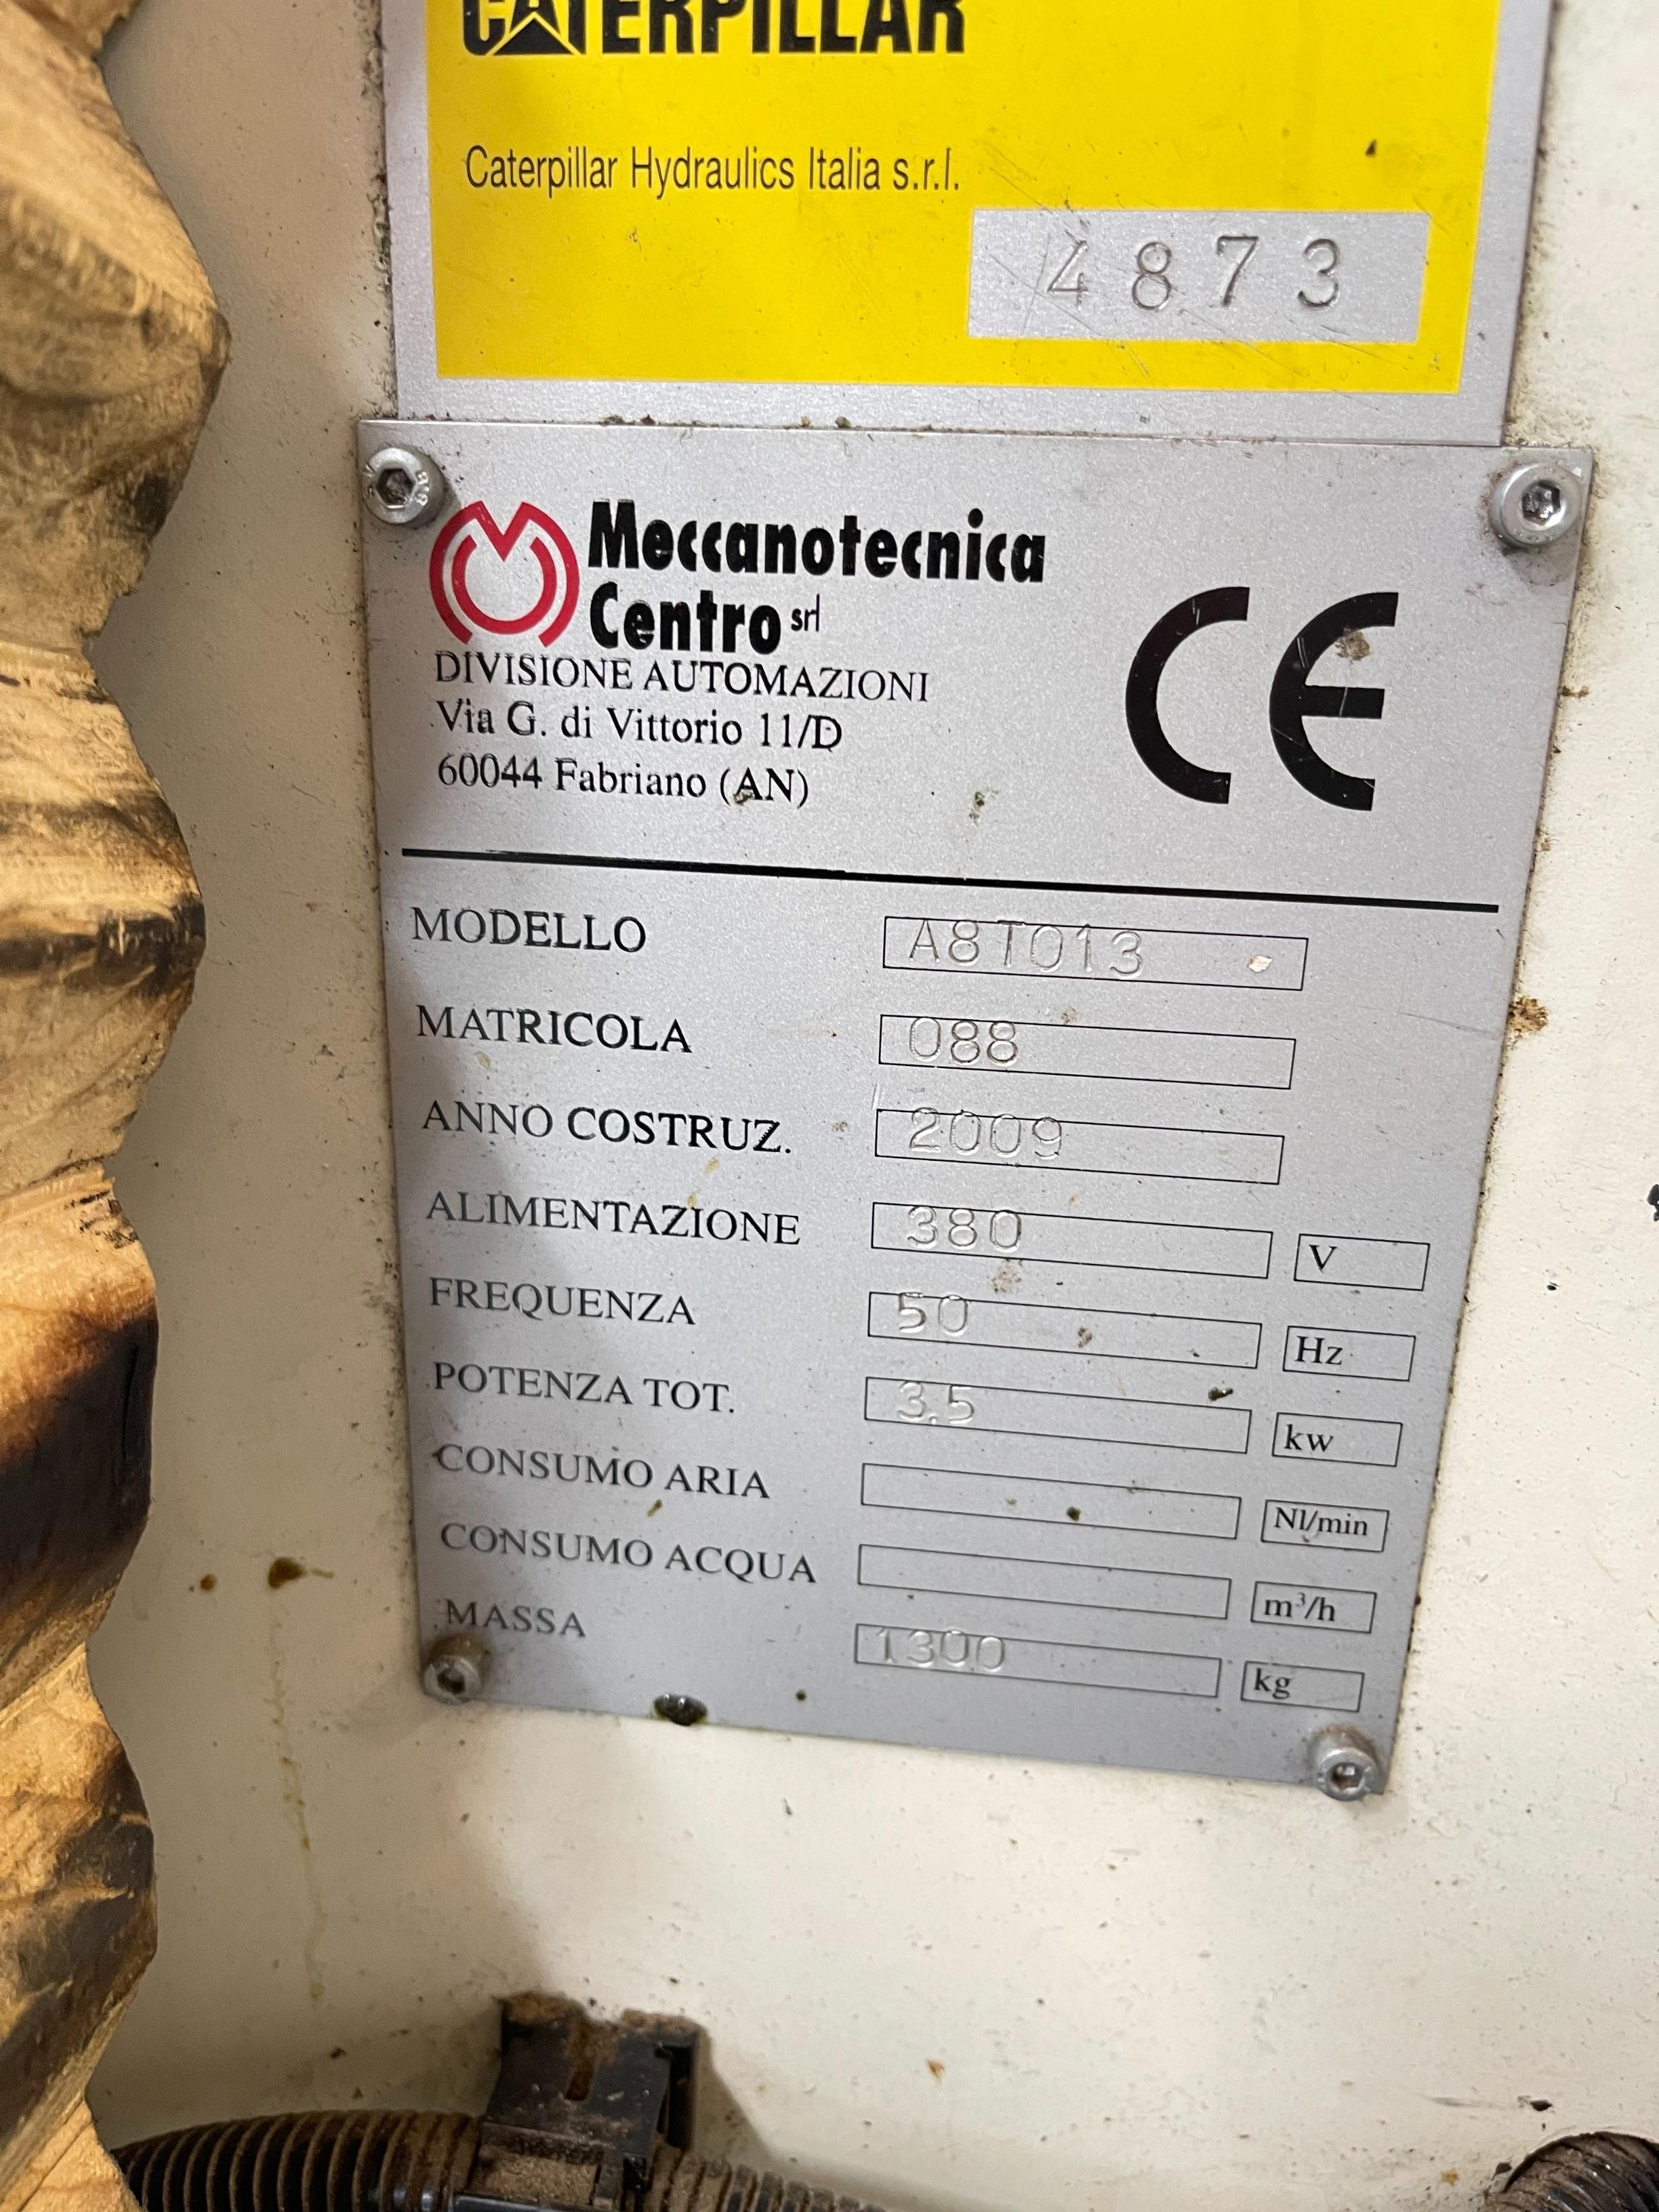 CATERPILLAR
Caterpillar Hydraulics Italia s.r.l.
4873
Meccanotecnica
Centro srl
DIVISIONE AUTOMAZIONI
Via G. di Vittorio 11/D
60044 Fabriano (AN)
CE
MODELLO A8T013
MATRICOLA 088
ANNO COSTRUZ. 2009
ALIMENTAZIONE 380 V
FREQUENZA 50 Hz
POTENZA TOT. 3.5 kw
CONSUMO ARIA Nl/min
CONSUMO ACQUA m³/h
MASSA 1300 kg